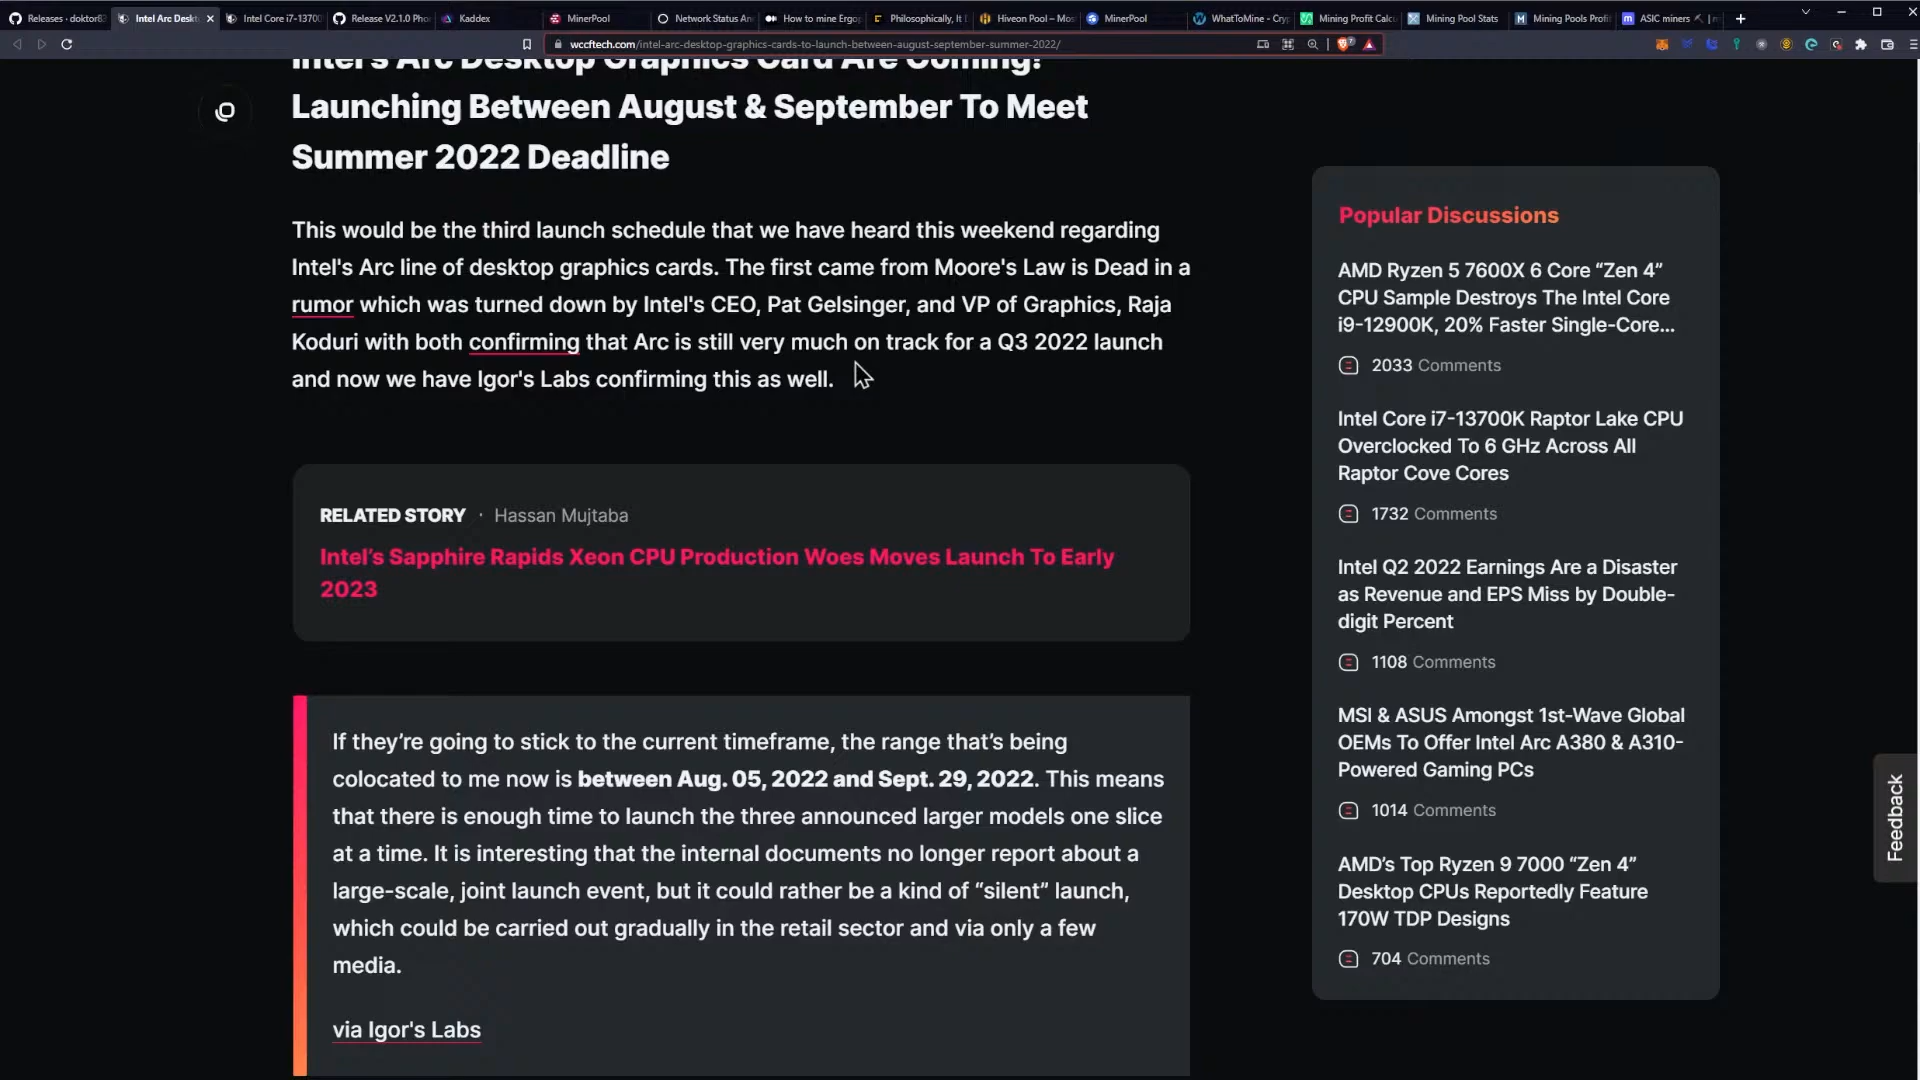 Releases · doktor8
Intel Arc Deskt
Intel Core i7-1370
Release V2.1.0 Pho
Kaddex
MinerPool
Network Status An
How to mine Ergo
Philosophically, It I
Hiveon Pool – Mos
MinerPool
WhatToMine - Cryp
Mining Profit Calcu
Mining Pool Stats
Mining Pools Profi
ASIC miners
wccftech.com/intel-arc-desktop-graphics-cards-to-launch-between-august-september-summer-2022/
Intel's Arc Desktop Graphics Card Are Coming!
Launching Between August & September To Meet
Summer 2022 Deadline
This would be the third launch schedule that we have heard this weekend regarding
Intel's Arc line of desktop graphics cards. The first came from Moore's Law is Dead in a
rumor which was turned down by Intel's CEO, Pat Gelsinger, and VP of Graphics, Raja
Koduri with both confirming that Arc is still very much on track for a Q3 2022 launch
and now we have Igor's Labs confirming this as well.
RELATED STORY · Hassan Mujtaba
Intel's Sapphire Rapids Xeon CPU Production Woes Moves Launch To Early
2023
If they're going to stick to the current timeframe, the range that's being
colocated to me now is between Aug. 05, 2022 and Sept. 29, 2022. This means
that there is enough time to launch the three announced larger models one slice
at a time. It is interesting that the internal documents no longer report about a
large-scale, joint launch event, but it could rather be a kind of “silent” launch,
which could be carried out gradually in the retail sector and via only a few
media.
via Igor's Labs
Popular Discussions
AMD Ryzen 5 7600X 6 Core “Zen 4”
CPU Sample Destroys The Intel Core
i9-12900K, 20% Faster Single-Core...
2033 Comments
Intel Core i7-13700K Raptor Lake CPU
Overclocked To 6 GHz Across All
Raptor Cove Cores
1732 Comments
Intel Q2 2022 Earnings Are a Disaster
as Revenue and EPS Miss by Double-
digit Percent
1108 Comments
MSI & ASUS Amongst 1st-Wave Global
OEMs To Offer Intel Arc A380 & A310-
Powered Gaming PCs
1014 Comments
AMD's Top Ryzen 9 7000 “Zen 4”
Desktop CPUs Reportedly Feature
170W TDP Designs
704 Comments
Feedback